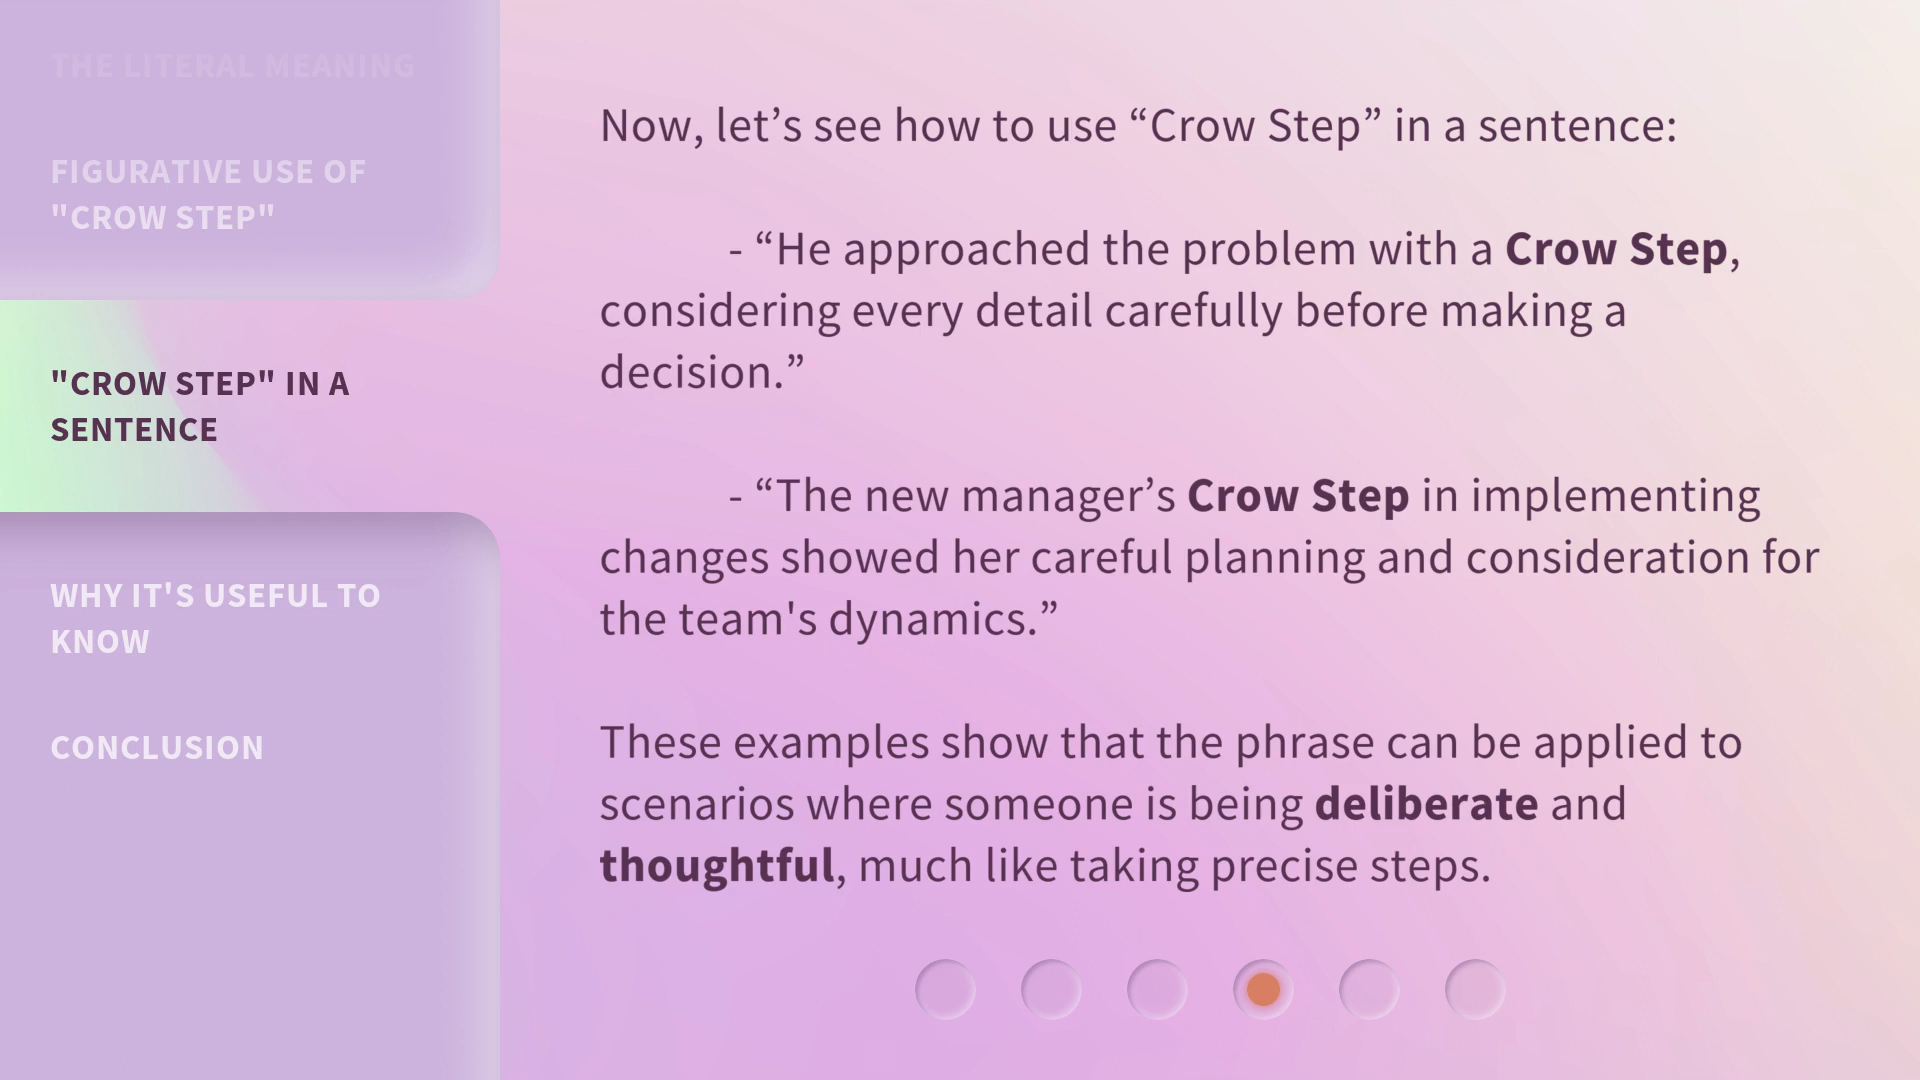 THE LITERAL MEANING
FIGURATIVE USE OF
"CROW STEP"
"CROW STEP" IN A
SENTENCE
WHY IT'S USEFUL TO
KNOW
CONCLUSION
Now, let’s see how to use “Crow Step” in a sentence:
- “He approached the problem with a Crow Step,
considering every detail carefully before making a
decision.”
- “The new manager’s Crow Step in implementing
changes showed her careful planning and consideration for
the team's dynamics.”
These examples show that the phrase can be applied to
scenarios where someone is being deliberate and
thoughtful, much like taking precise steps.